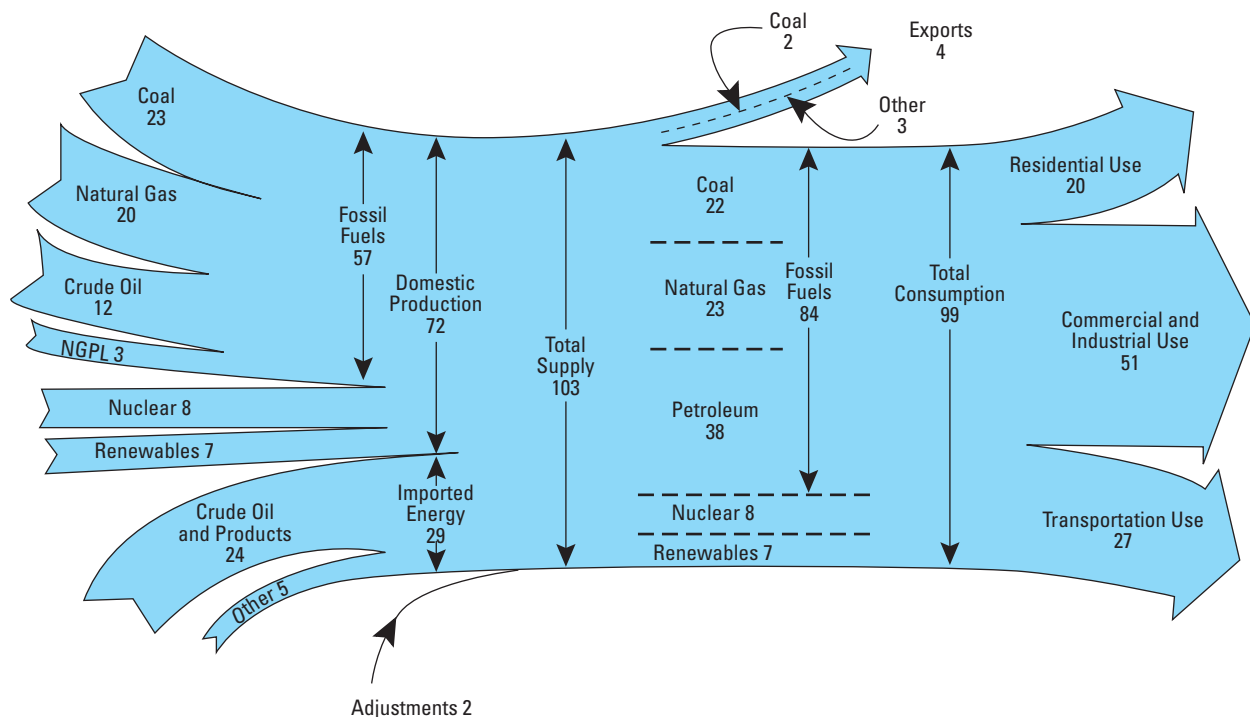 Coal
2
Exports
4
Other
3
Coal
23
Natural Gas
20
Crude Oil
12
NGPL 3
Nuclear 8
Renewables 7
Crude Oil
and Products
24
Other 5
Adjustments 2
Fossil
Fuels
57
Domestic
Production
72
Imported
Energy
29
Total
Supply
103
Coal
22
Natural Gas
23
Petroleum
38
Nuclear 8
Renewables 7
Fossil
Fuels
84
Total
Consumption
99
Residential Use
20
Commercial and
Industrial Use
51
Transportation Use
27